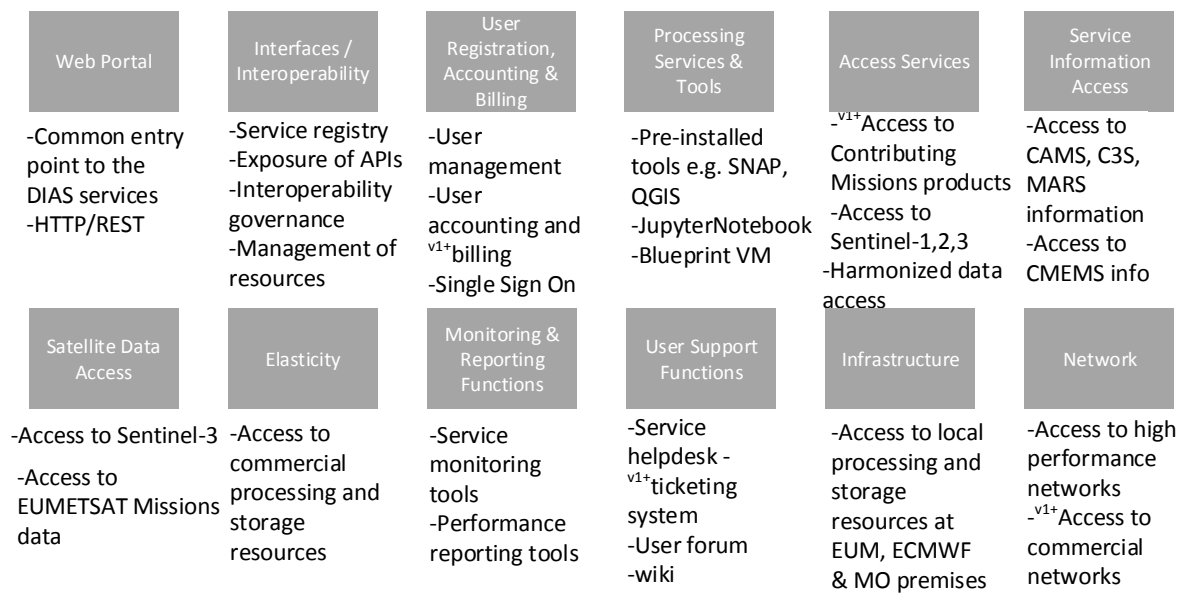 Web Portal
-Common entry
point to the
DIAS services
-HTTP/REST
Interfaces /
Interoperability
-Service registry
-Exposure of APIs
-Interoperability
governance
-Management of
resources
User
Registration,
Accounting &
Billing
-User
management
-User
accounting and
v1+billing
-Single Sign On
Processing
Services &
Tools
-Pre-installed
tools e.g. SNAP,
QGIS
-JupyterNotebook
-Blueprint VM
Access Services
-v1+Access to
Contributing
Missions products
-Access to
Sentinel-1,2,3
-Harmonized data
access
Service
Information
Access
-Access to
CAMS, C3S,
MARS
information
-Access to
CMEMS info
Satellite Data
Access
-Access to Sentinel-3
-Access to
EUMETSAT Missions
data
Elasticity
-Access to
commercial
processing and
storage
resources
Monitoring &
Reporting
Functions
-Service
monitoring
tools
-Performance
reporting tools
User Support
Functions
-Service
helpdesk -
v1+ticketing
system
-User forum
-wiki
Infrastructure
-Access to local
processing and
storage
resources at
EUM, ECMWF
& MO premises
Network
-Access to high
performance
networks
-v1+Access to
commercial
networks